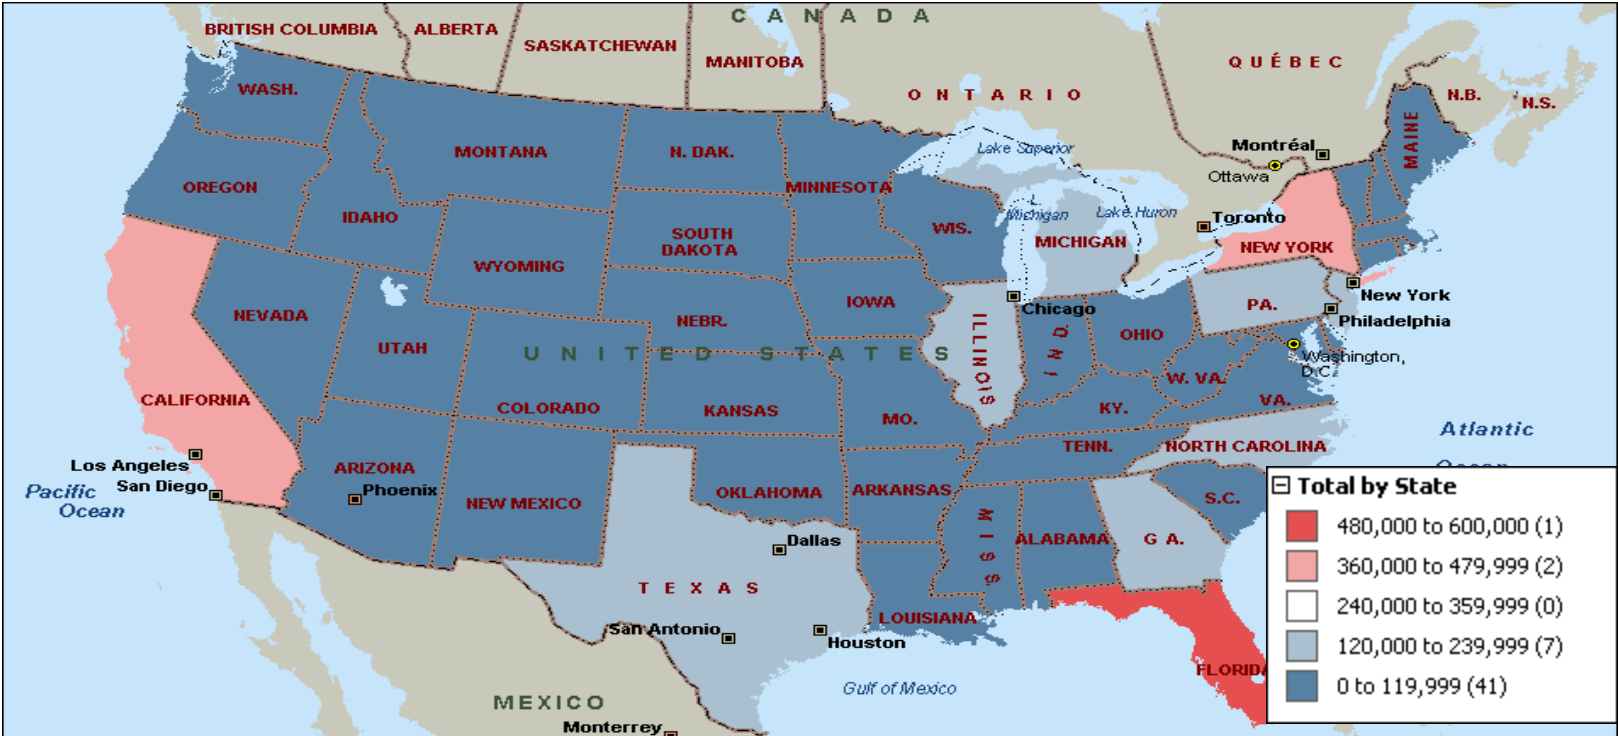 C A N A D A
BRITISH COLUMBIA
ALBERTA
SASKATCHEWAN
MANITOBA
O N T A R I O
Q U É B E C
N.B.
N.S.
WASH.
MONTANA
N. DAK.
MINNESOTA
Lake Superior
Montréal
Ottawa
MAINE
OREGON
IDAHO
SOUTH
DAKOTA
WIS.
L.
Michigan
Lake Huron
Toronto
MICHIGAN
NEW YORK
WYOMING
NEVADA
NEBR.
IOWA
Chicago
ILLINOIS
IND
OHIO
PA.
New York
Philadelphia
UTAH
U N I T E D S T A T E S
Washington,
D.C.
CALIFORNIA
COLORADO
KANSAS
MO.
KY.
W. VA.
VA.
Los Angeles
San Diego
Pacific
Ocean
ARIZONA
Phoenix
NEW MEXICO
OKLAHOMA
ARKANSAS
TENN.
NORTH CAROLINA
Atlantic
Ocean
S.C.
MISS
ALABAMA
G A.
Dallas
T E X A S
San Antonio
Houston
LOUISIANA
FLORIDA
Gulf of Mexico
MEXICO
Monterrey
Total by State
480,000 to 600,000 (1)
360,000 to 479,999 (2)
240,000 to 359,999 (0)
120,000 to 239,999 (7)
0 to 119,999 (41)